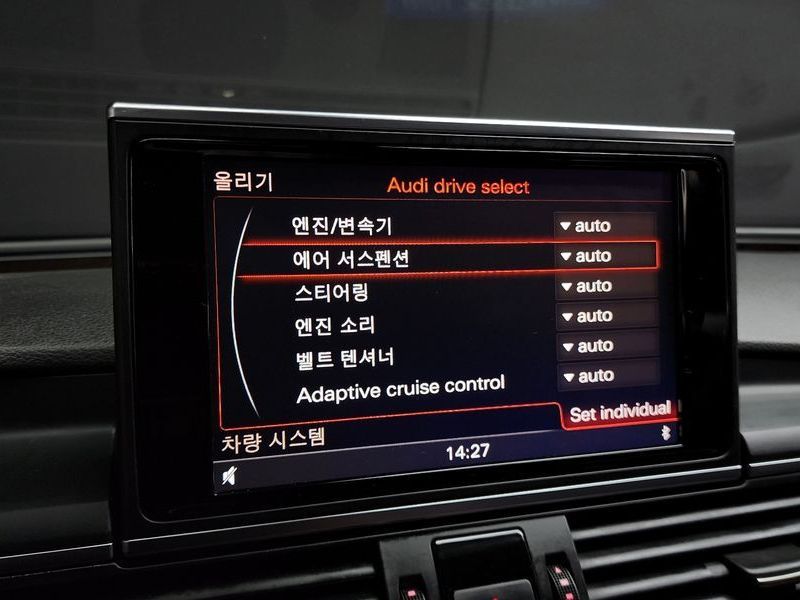 올리기
Audi drive select
엔진/변속기 auto
에어 서스펜션 auto
스티어링 auto
엔진 소리 auto
벨트 텐셔너 auto
Adaptive cruise control auto
Set individual
차량 시스템
14:27